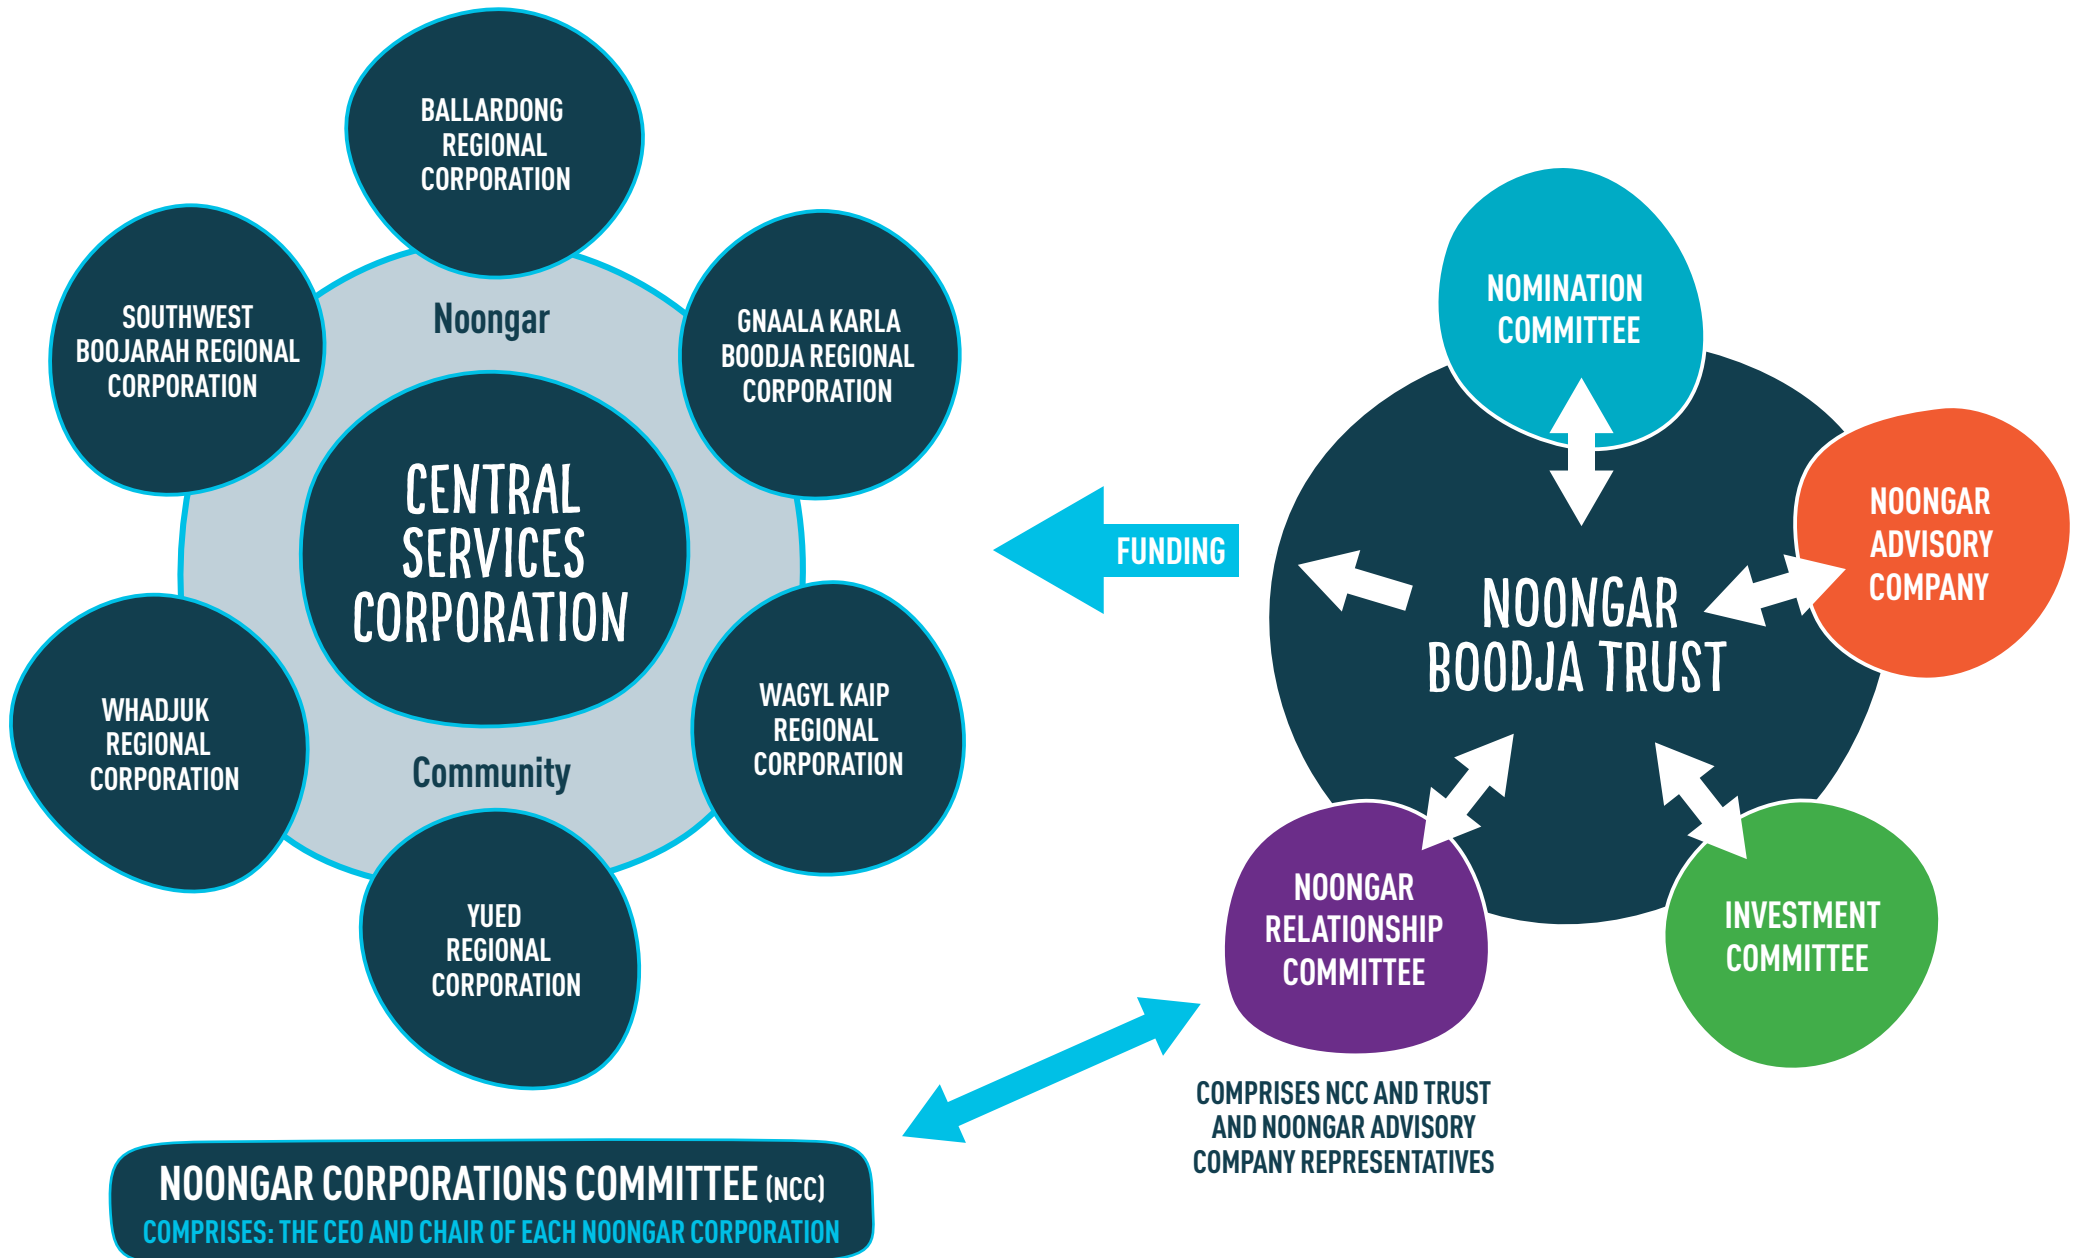 BALLARDONG
REGIONAL
CORPORATION
SOUTHWEST
BOOJARAH REGIONAL
CORPORATION
Noongar
GNAALA KARLA
BOODJA REGIONAL
CORPORATION
CENTRAL
SERVICES
CORPORATION
WHADJUK
REGIONAL
CORPORATION
WAGYL KAIP
REGIONAL
CORPORATION
Community
YUED
REGIONAL
CORPORATION
FUNDING
NOMINATION
COMMITTEE
NOONGAR
ADVISORY
COMPANY
NOONGAR
BOODJA TRUST
NOONGAR
RELATIONSHIP
COMMITTEE
INVESTMENT
COMMITTEE
COMPRISES NCC AND TRUST
AND NOONGAR ADVISORY
COMPANY REPRESENTATIVES
NOONGAR CORPORATIONS COMMITTEE (NCC)
COMPRISES: THE CEO AND CHAIR OF EACH NOONGAR CORPORATION